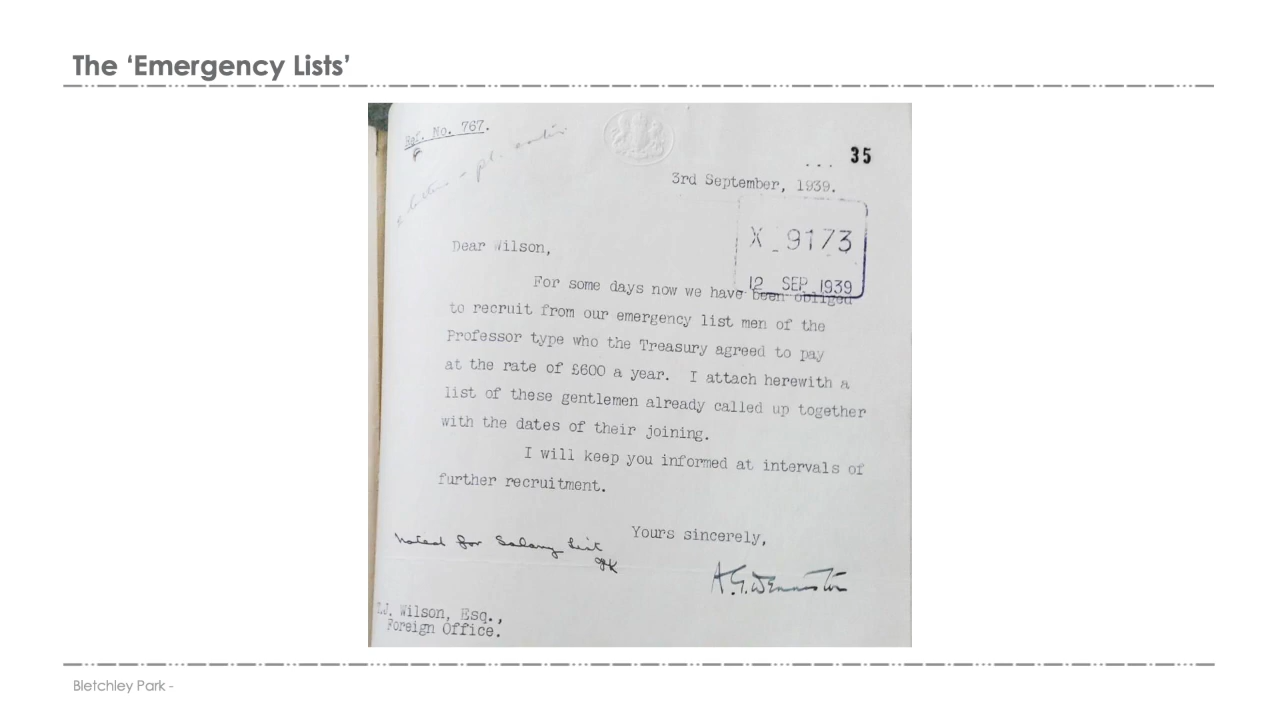 The ‘Emergency Lists’
Ref. No. 767.
35
3rd September, 1939.
X 9173
12 SEP 1939
Dear Wilson,
For some days now we have been obliged
to recruit from our emergency list men of the
Professor type who the Treasury agreed to pay
at the rate of £600 a year. I attach herewith a
list of these gentlemen already called up together
with the dates of their joining.
I will keep you informed at intervals of
further recruitment.
Yours sincerely,
Noted for Salary list
A.G. Denniston
Wilson, Esq.,
Foreign Office.
Bletchley Park -